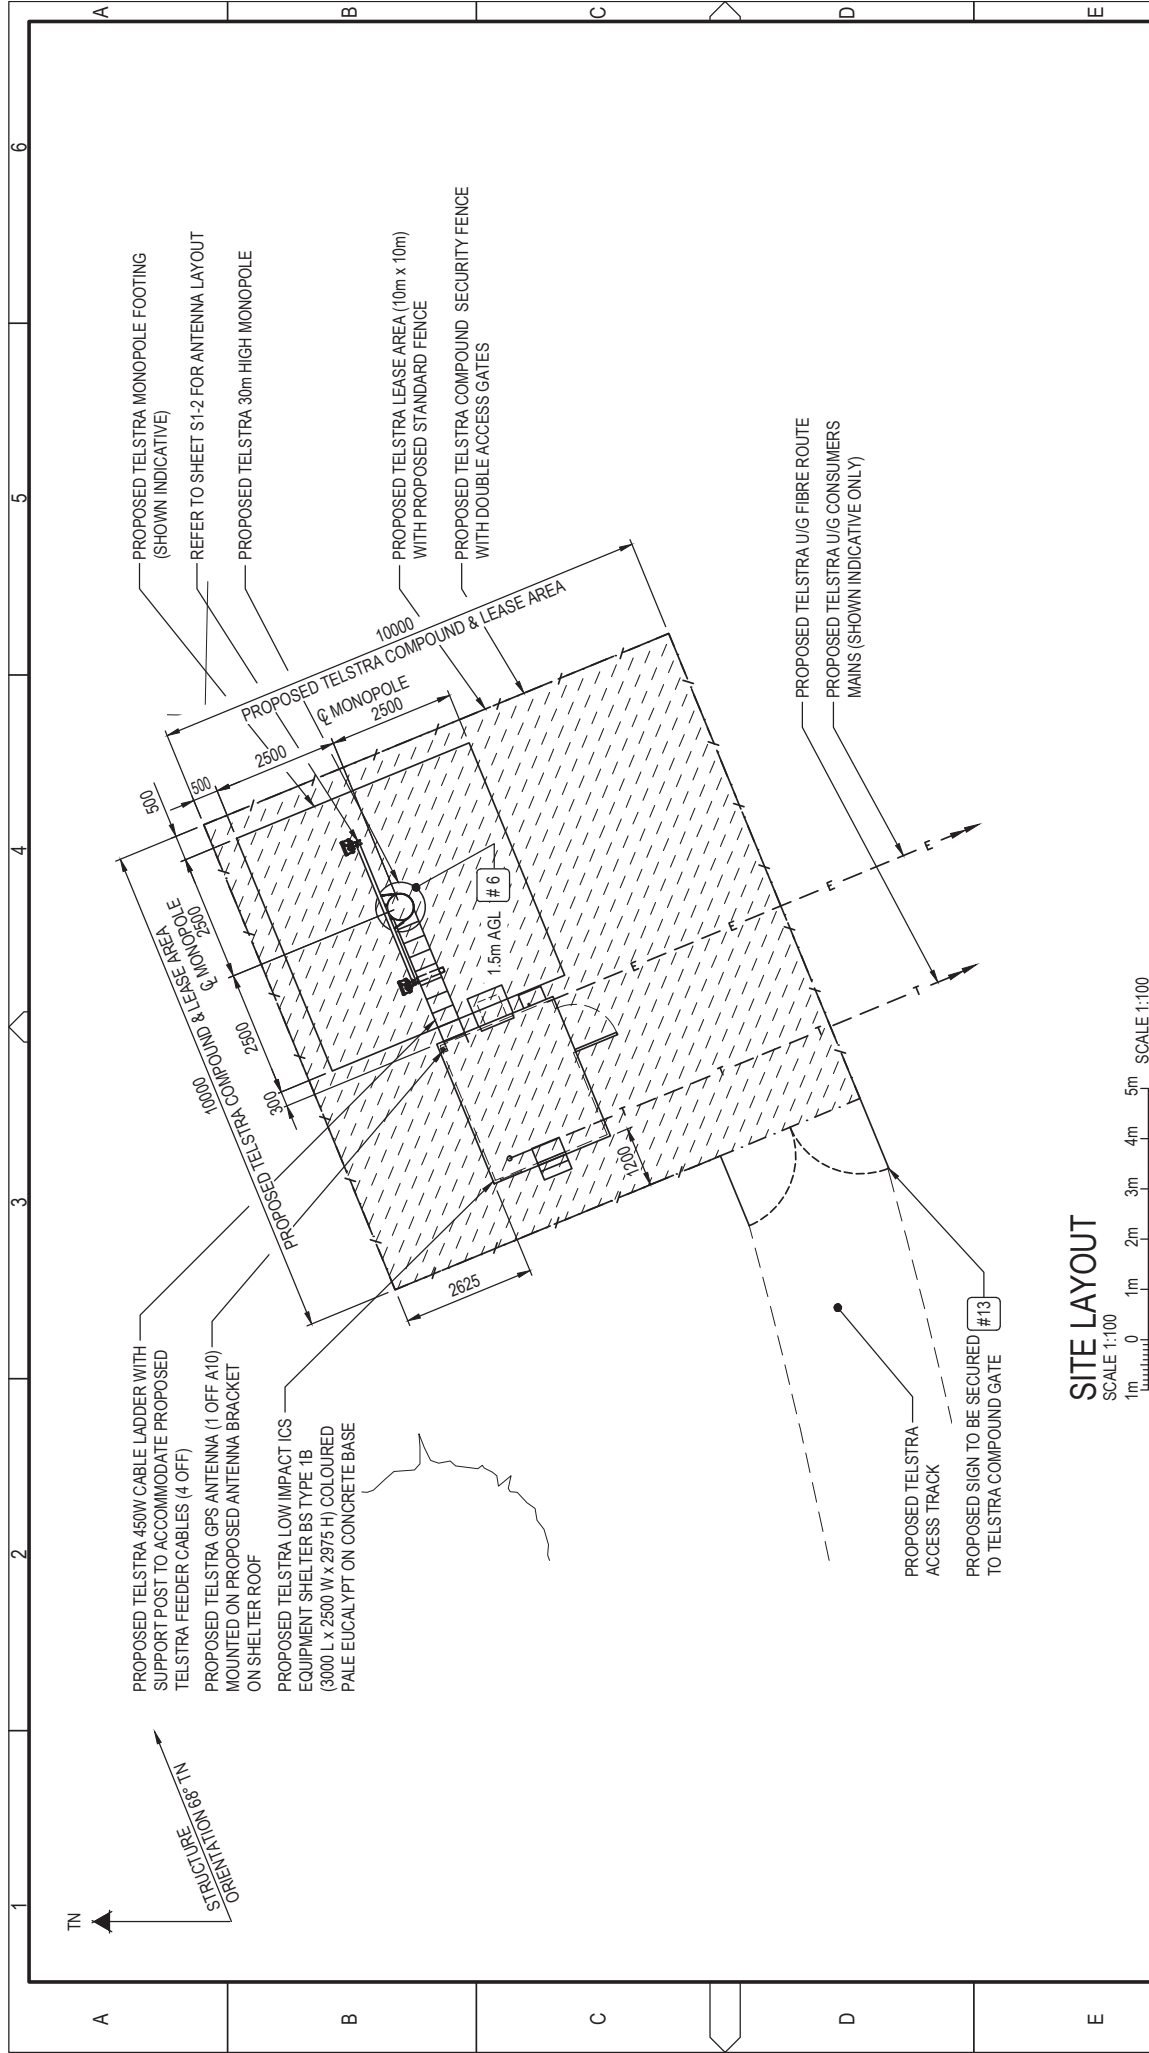 1
2
3
4
5
6
A
B
C
D
E
A
B
C
D
E
TN
STRUCTURE
ORIENTATION 68° TN
PROPOSED TELSTRA 450W CABLE LADDER WITH
SUPPORT POST TO ACCOMMODATE PROPOSED
TELSTRA FEEDER CABLES (4 OFF)
PROPOSED TELSTRA GPS ANTENNA (1 OFF A10)
MOUNTED ON PROPOSED ANTENNA BRACKET
ON SHELTER ROOF
PROPOSED TELSTRA LOW IMPACT ICS
EQUIPMENT SHELTER BS TYPE 1B
(3000 L x 2500 W x 2975 H) COLOURED
PALE EUCALYPT ON CONCRETE BASE
10000
PROPOSED TELSTRA COMPOUND & LEASE AREA
300
2500
℄ MONOPOLE
2500
500
500
2500
℄ MONOPOLE
2500
10000
PROPOSED TELSTRA COMPOUND & LEASE AREA
2625
1200
1.5m AGL
# 6
E
E
E
T
T
T
PROPOSED TELSTRA MONOPOLE FOOTING
(SHOWN INDICATIVE)
REFER TO SHEET S1-2 FOR ANTENNA LAYOUT
PROPOSED TELSTRA 30m HIGH MONOPOLE
PROPOSED TELSTRA LEASE AREA (10m x 10m)
WITH PROPOSED STANDARD FENCE
PROPOSED TELSTRA COMPOUND SECURITY FENCE
WITH DOUBLE ACCESS GATES
PROPOSED TELSTRA U/G FIBRE ROUTE
PROPOSED TELSTRA U/G CONSUMERS
MAINS (SHOWN INDICATIVE ONLY)
PROPOSED TELSTRA
ACCESS TRACK
PROPOSED SIGN TO BE SECURED
TO TELSTRA COMPOUND GATE
#13
SITE LAYOUT
SCALE 1:100
1m 0 1m 2m 3m 4m 5m SCALE 1:100